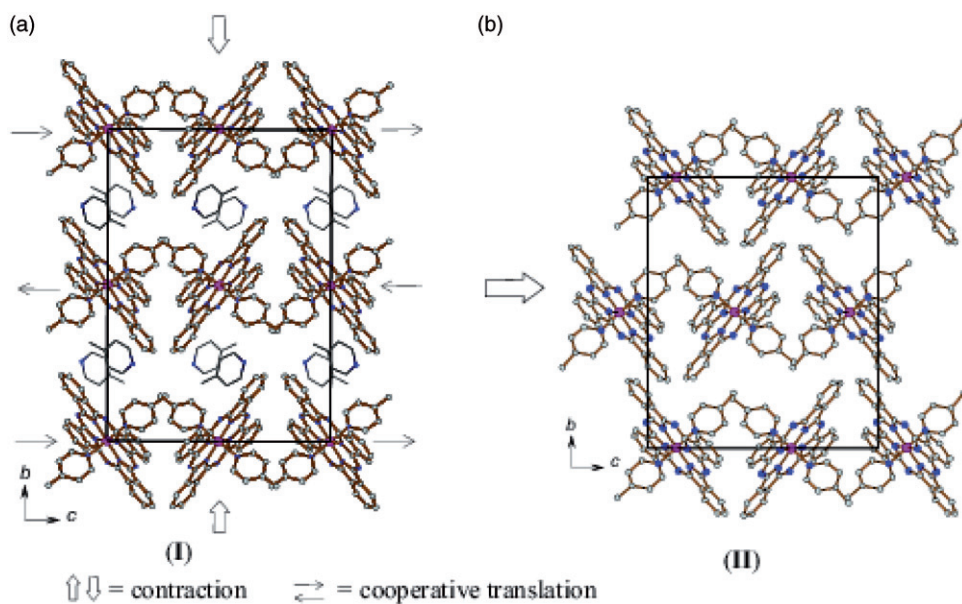 (a)
(b)
b
c
b
c
(I)
(II)
= contraction
= cooperative translation